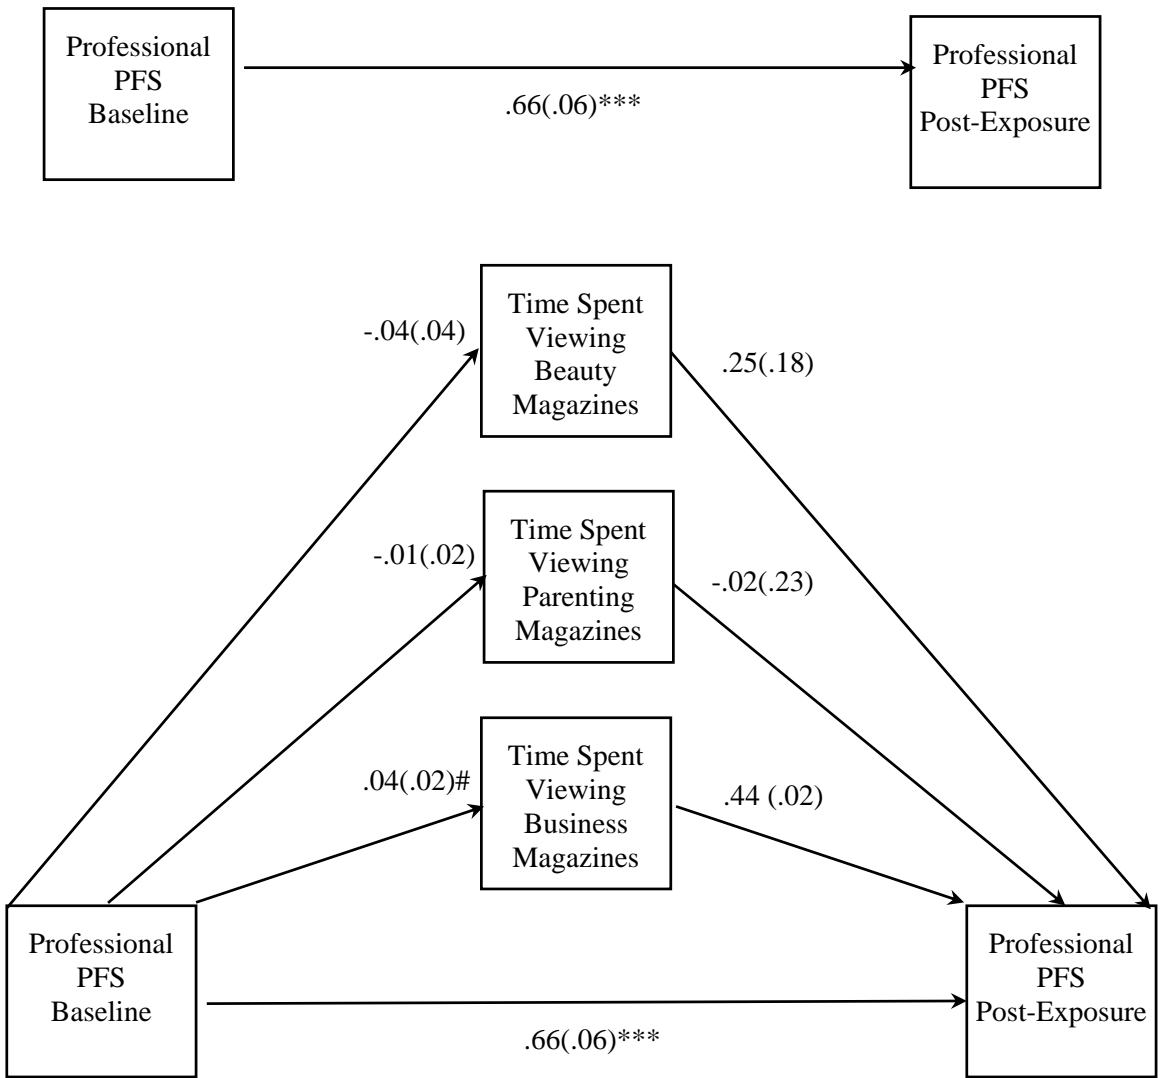 Professional
PFS
Baseline
.66(.06)***
Professional
PFS
Post-Exposure
Time Spent
Viewing
Beauty
Magazines
-.04(.04)
.25(.18)
Time Spent
Viewing
Parenting
Magazines
-.01(.02)
-.02(.23)
Time Spent
Viewing
Business
Magazines
.04(.02)#
.44 (.02)
Professional
PFS
Baseline
.66(.06)***
Professional
PFS
Post-Exposure